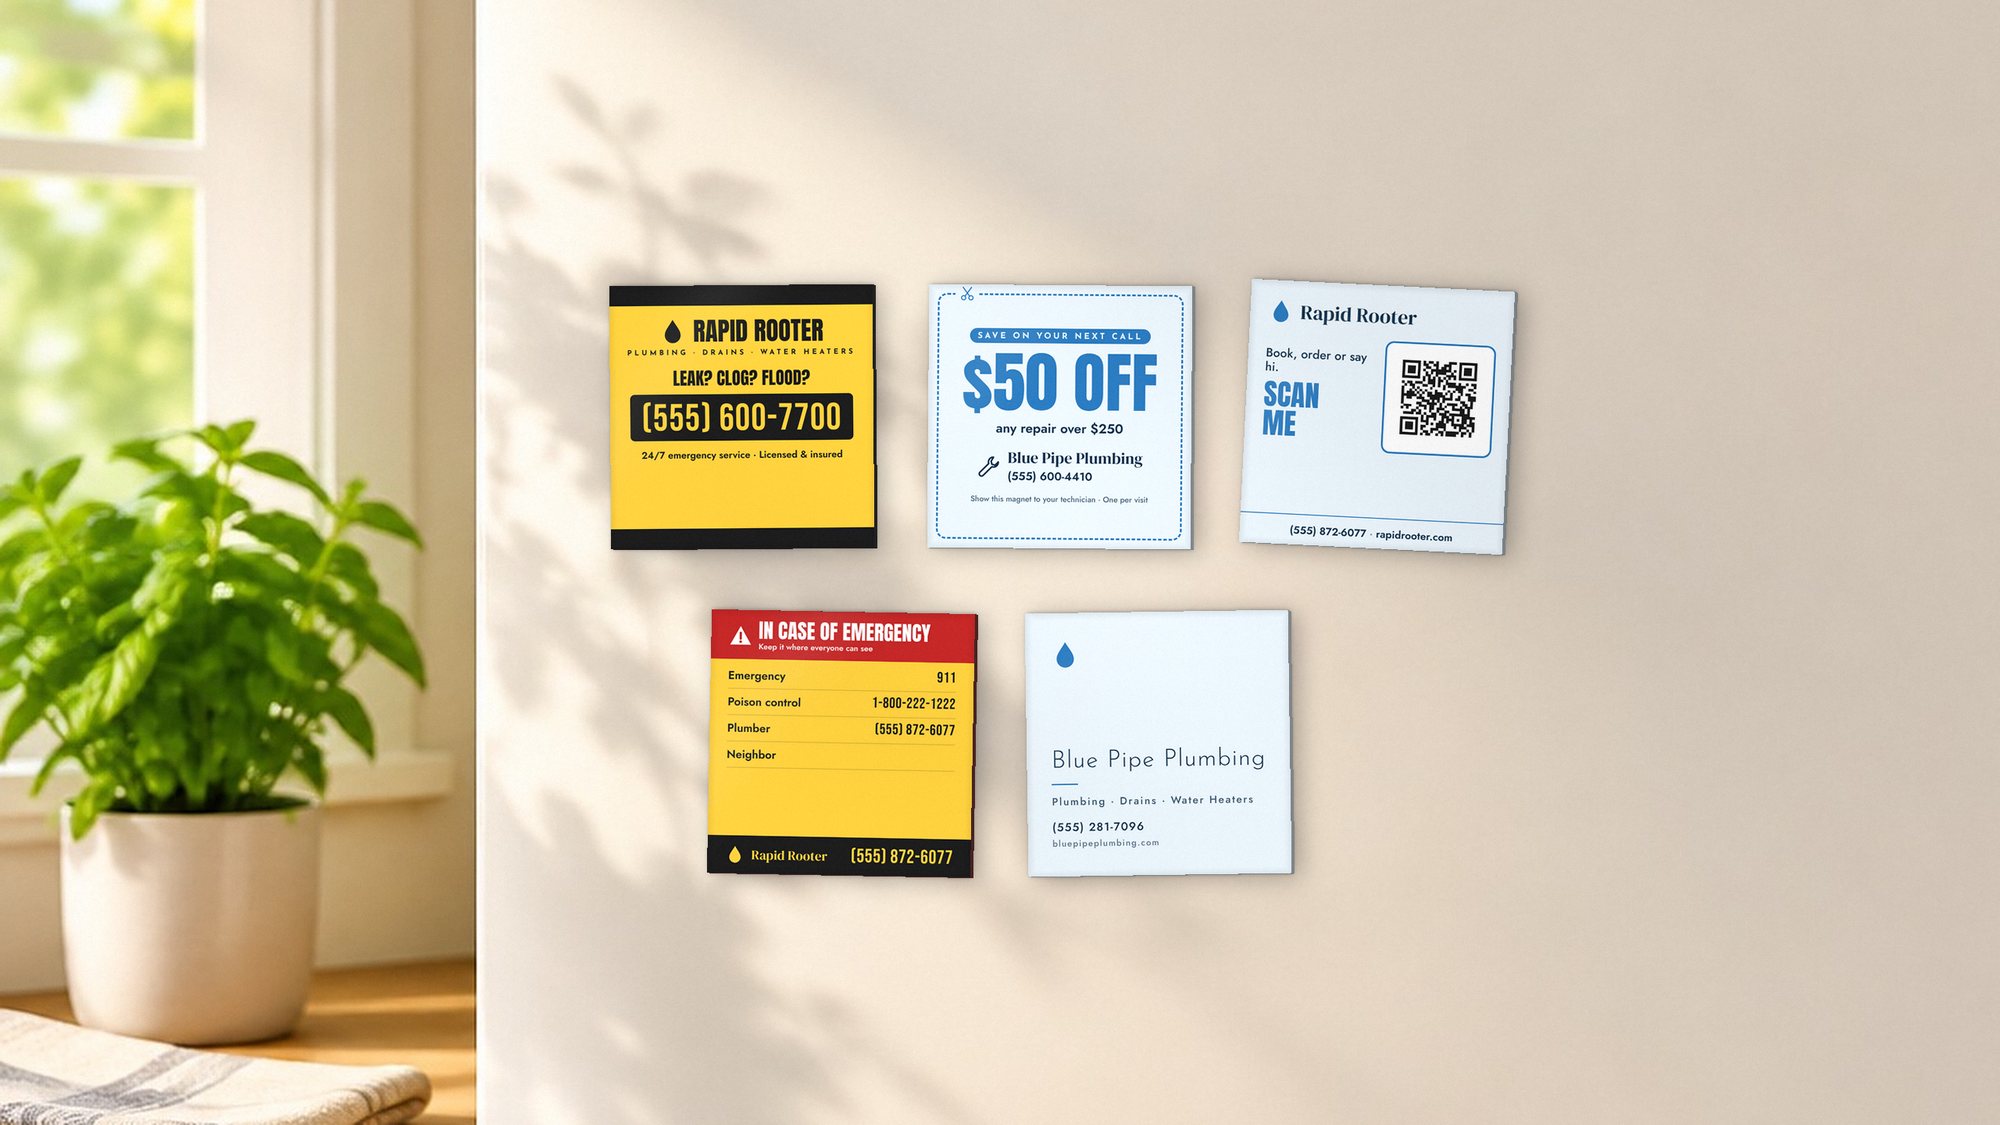 RAPID ROOTER
PLUMBING · DRAINS · WATER HEATERS
LEAK? CLOG? FLOOD?
(555) 600-7700
24/7 emergency service · Licensed & insured
SAVE ON YOUR NEXT CALL
$50 OFF
any repair over $250
Blue Pipe Plumbing
(555) 600-4410
Show this magnet to your technician · One per visit
Rapid Rooter
Book, order or say
hi.
SCAN
ME
(555) 872-6077 · rapidrooter.com
IN CASE OF EMERGENCY
Keep it where everyone can see
Emergency 911
Poison control 1-800-222-1222
Plumber (555) 872-6077
Neighbor
Rapid Rooter (555) 872-6077
Blue Pipe Plumbing
Plumbing · Drains · Water Heaters
(555) 281-7096
bluepipeplumbing.com